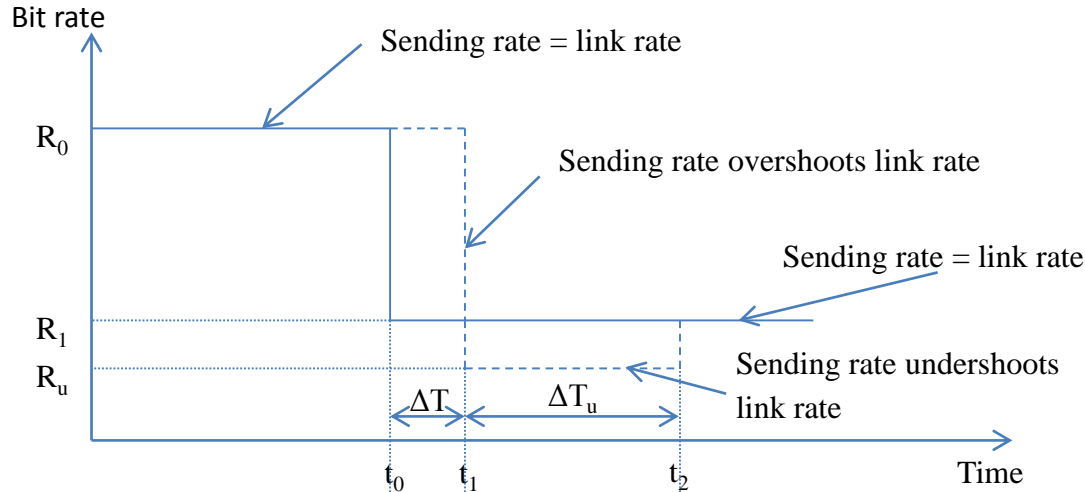 Bit rate
Sending rate = link rate
R₀
Sending rate overshoots link rate
Sending rate = link rate
R₁
Rᵤ
Sending rate undershoots
link rate
ΔT
ΔTᵤ
t₀
t₁
t₂
Time